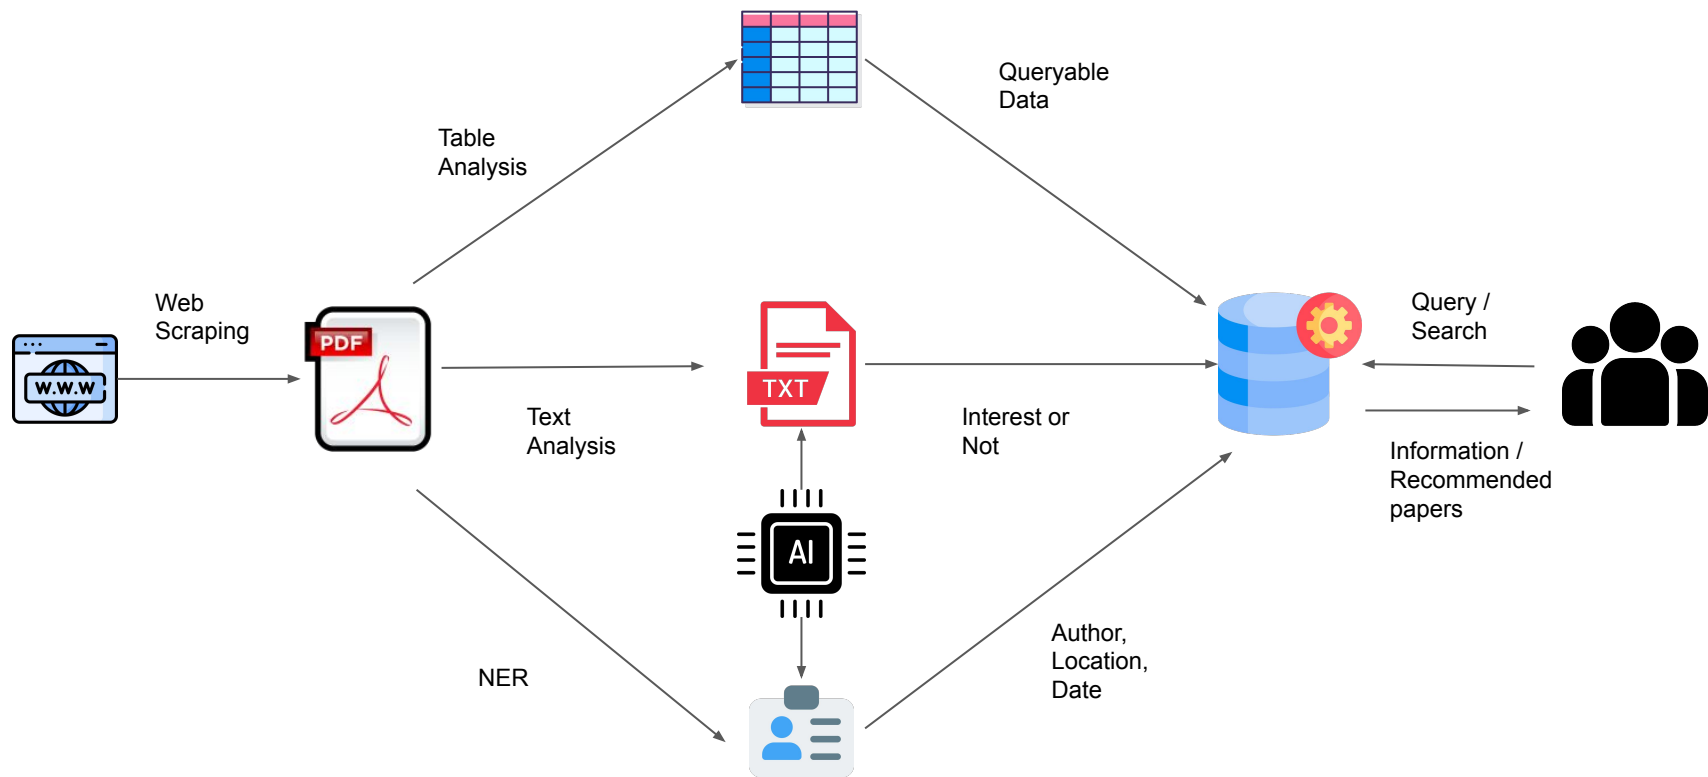 Queryable
Data
Table
Analysis
Web
Scraping
W.W.W
PDF
Text
Analysis
TXT
Interest or
Not
Query /
Search
Information /
Recommended
papers
AI
NER
Author,
Location,
Date